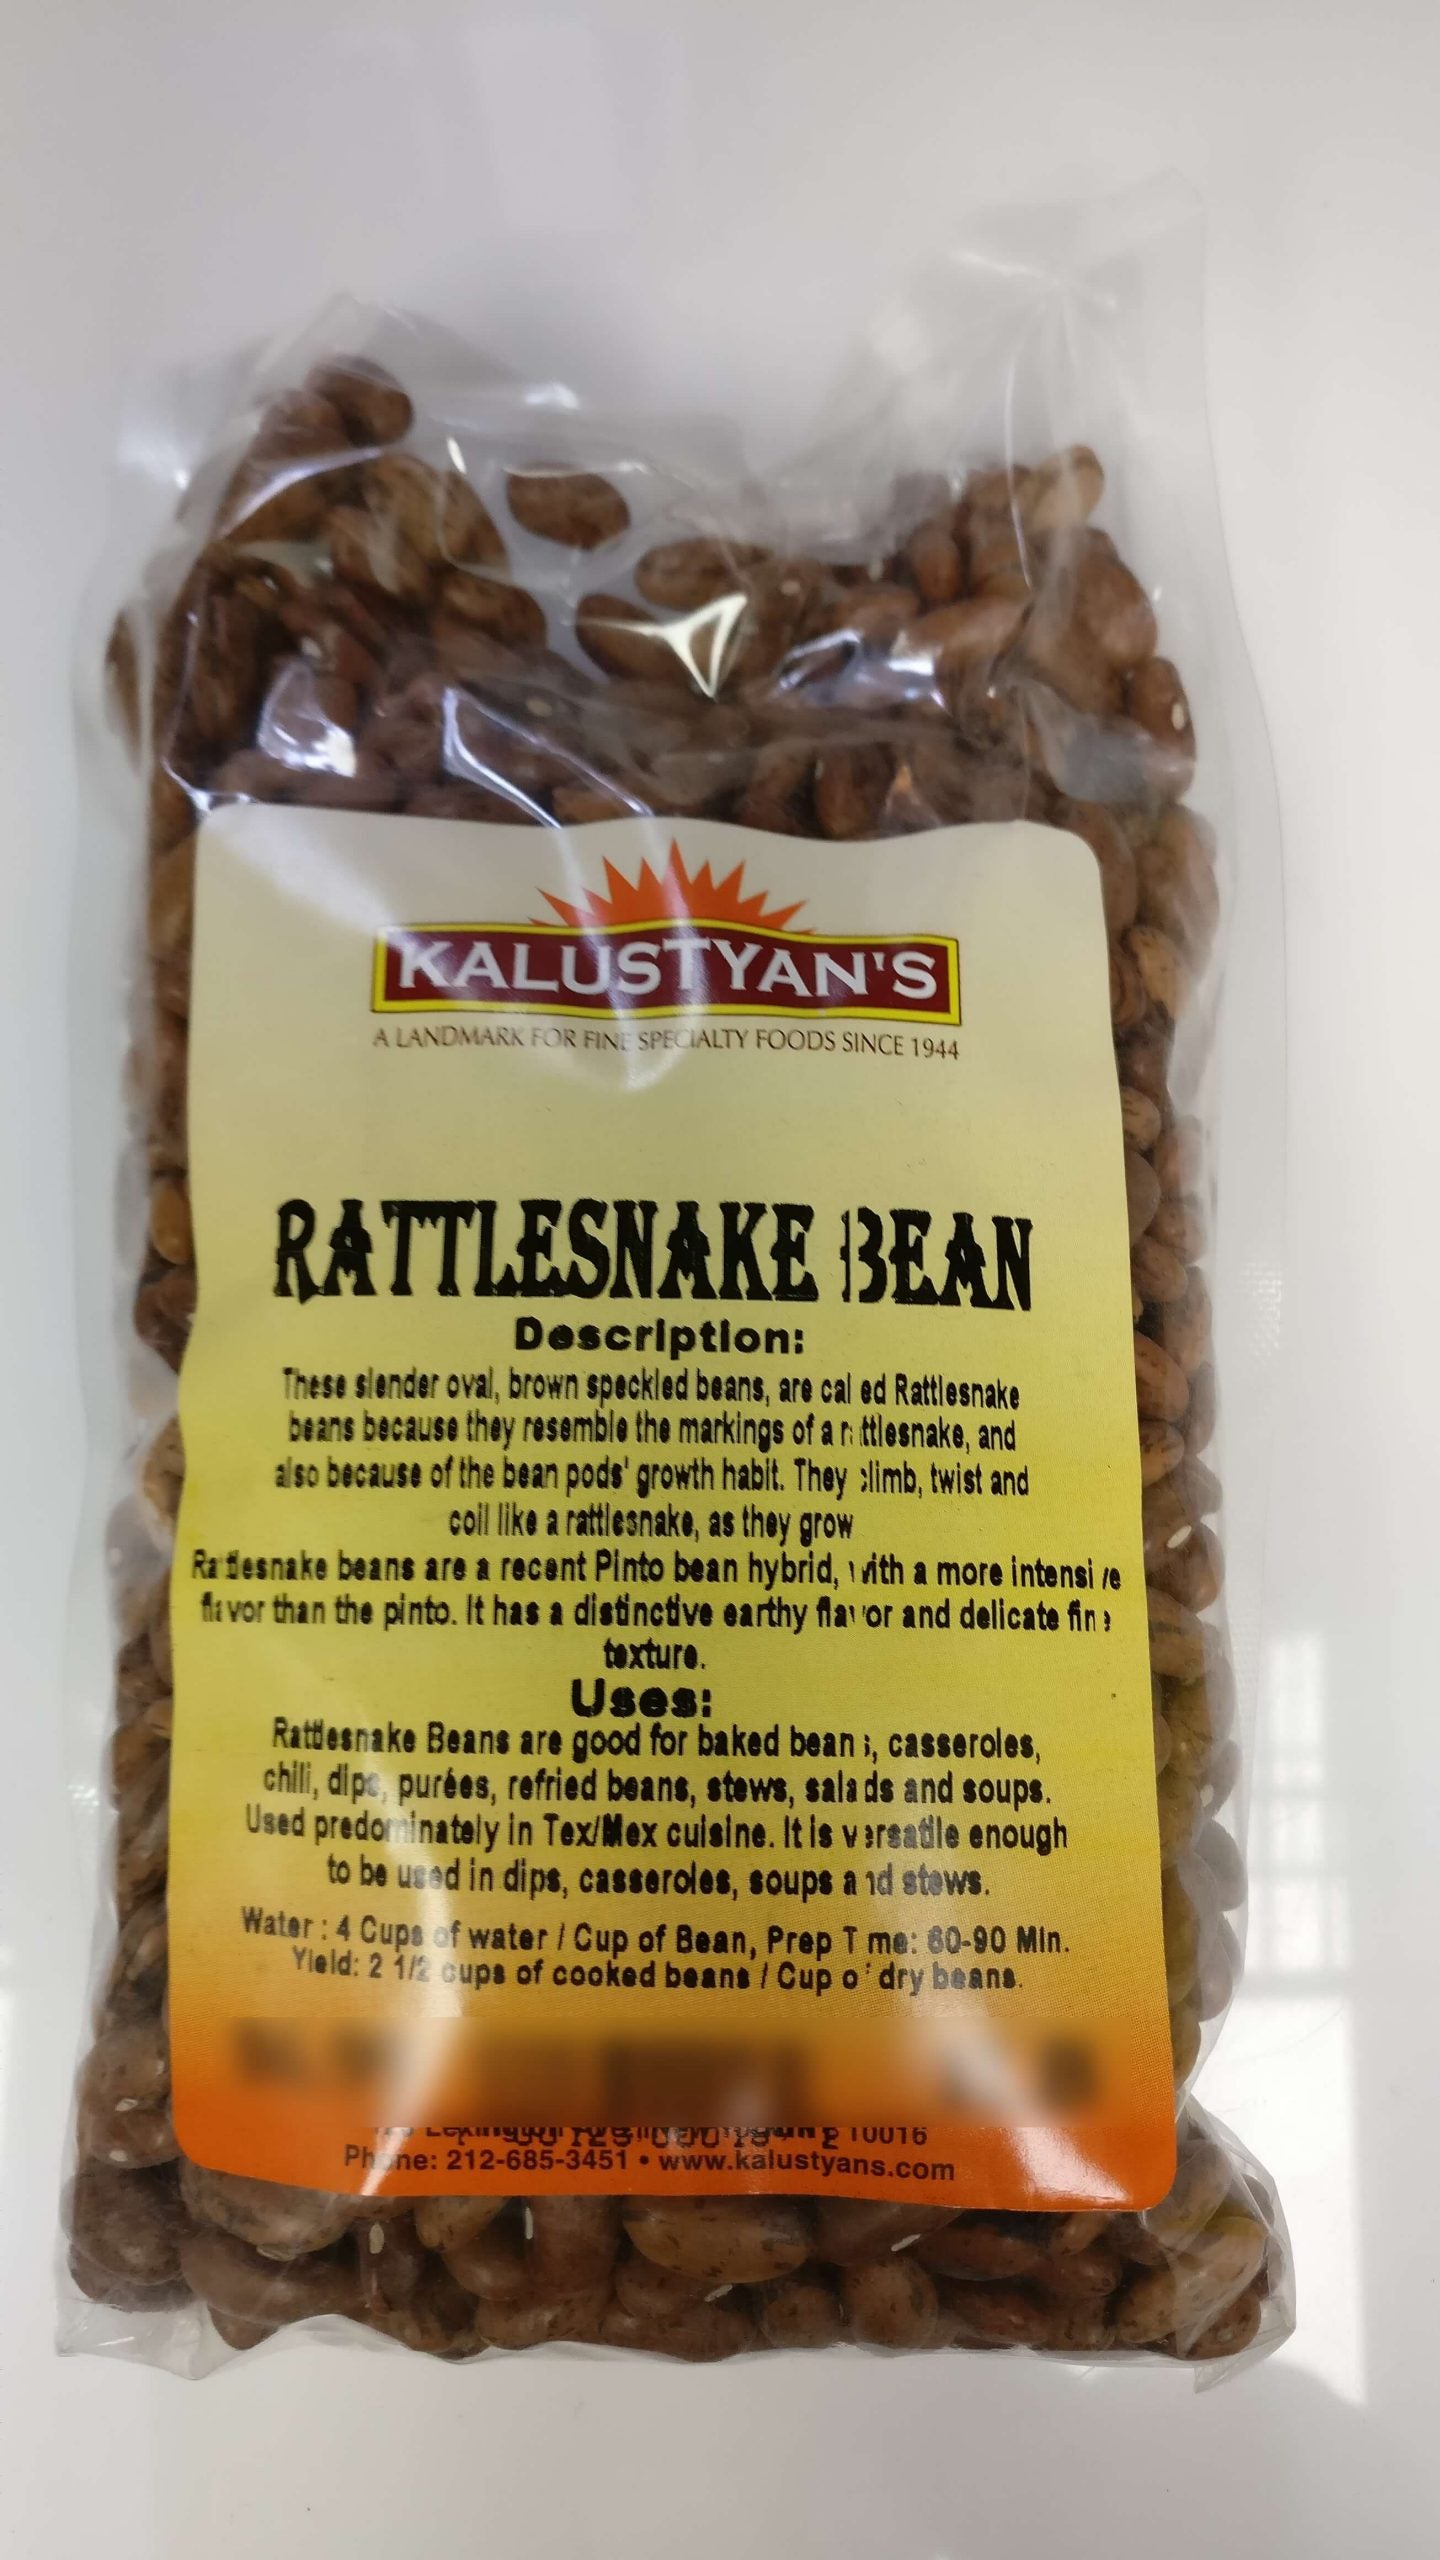 KALUSTYAN'S
A LANDMARK FOR FINE SPECIALTY FOODS SINCE 1944
RATTLESNAKE BEAN
Description:
These slender oval, brown speckled beans, are called Rattlesnake
beans because they resemble the markings of a rattlesnake, and
also because of the bean pods' growth habit. They climb, twist and
coil like a rattlesnake, as they grow
Rattlesnake beans are a recent Pinto bean hybrid, with a more intensive
flavor than the pinto. It has a distinctive earthy flavor and delicate fine
texture.
Uses:
Rattlesnake Beans are good for baked beans, casseroles,
chili, dips, purées, refried beans, stews, salads and soups.
Used predominately in Tex/Mex cuisine. It is versatile enough
to be used in dips, casseroles, soups and stews.
Water : 4 Cups of water / Cup of Bean, Prep Time: 60-90 Min.
Yield: 2 1/2 cups of cooked beans / Cup of dry beans.
Lexington 10016
Phone: 212-685-3451 • www.kalustyans.com